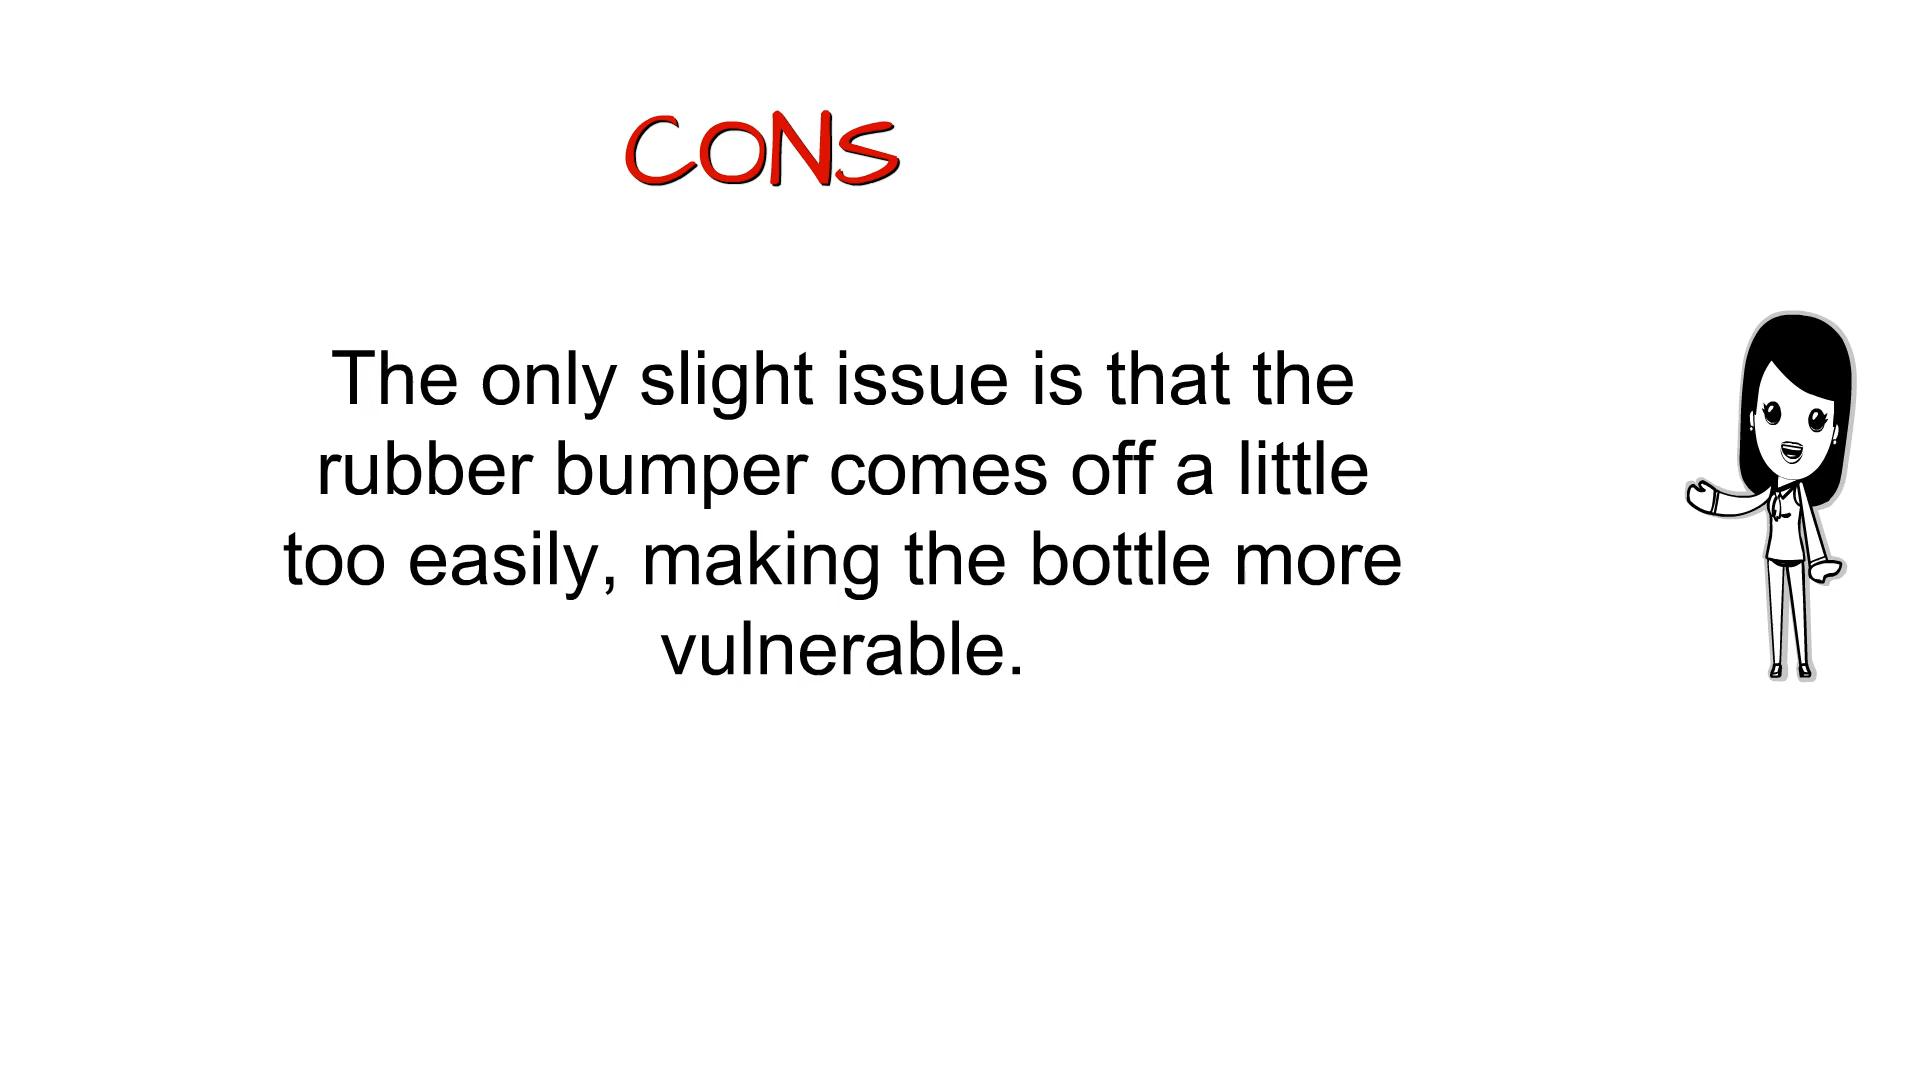 CONS
The only slight issue is that the
rubber bumper comes off a little
too easily, making the bottle more
vulnerable.